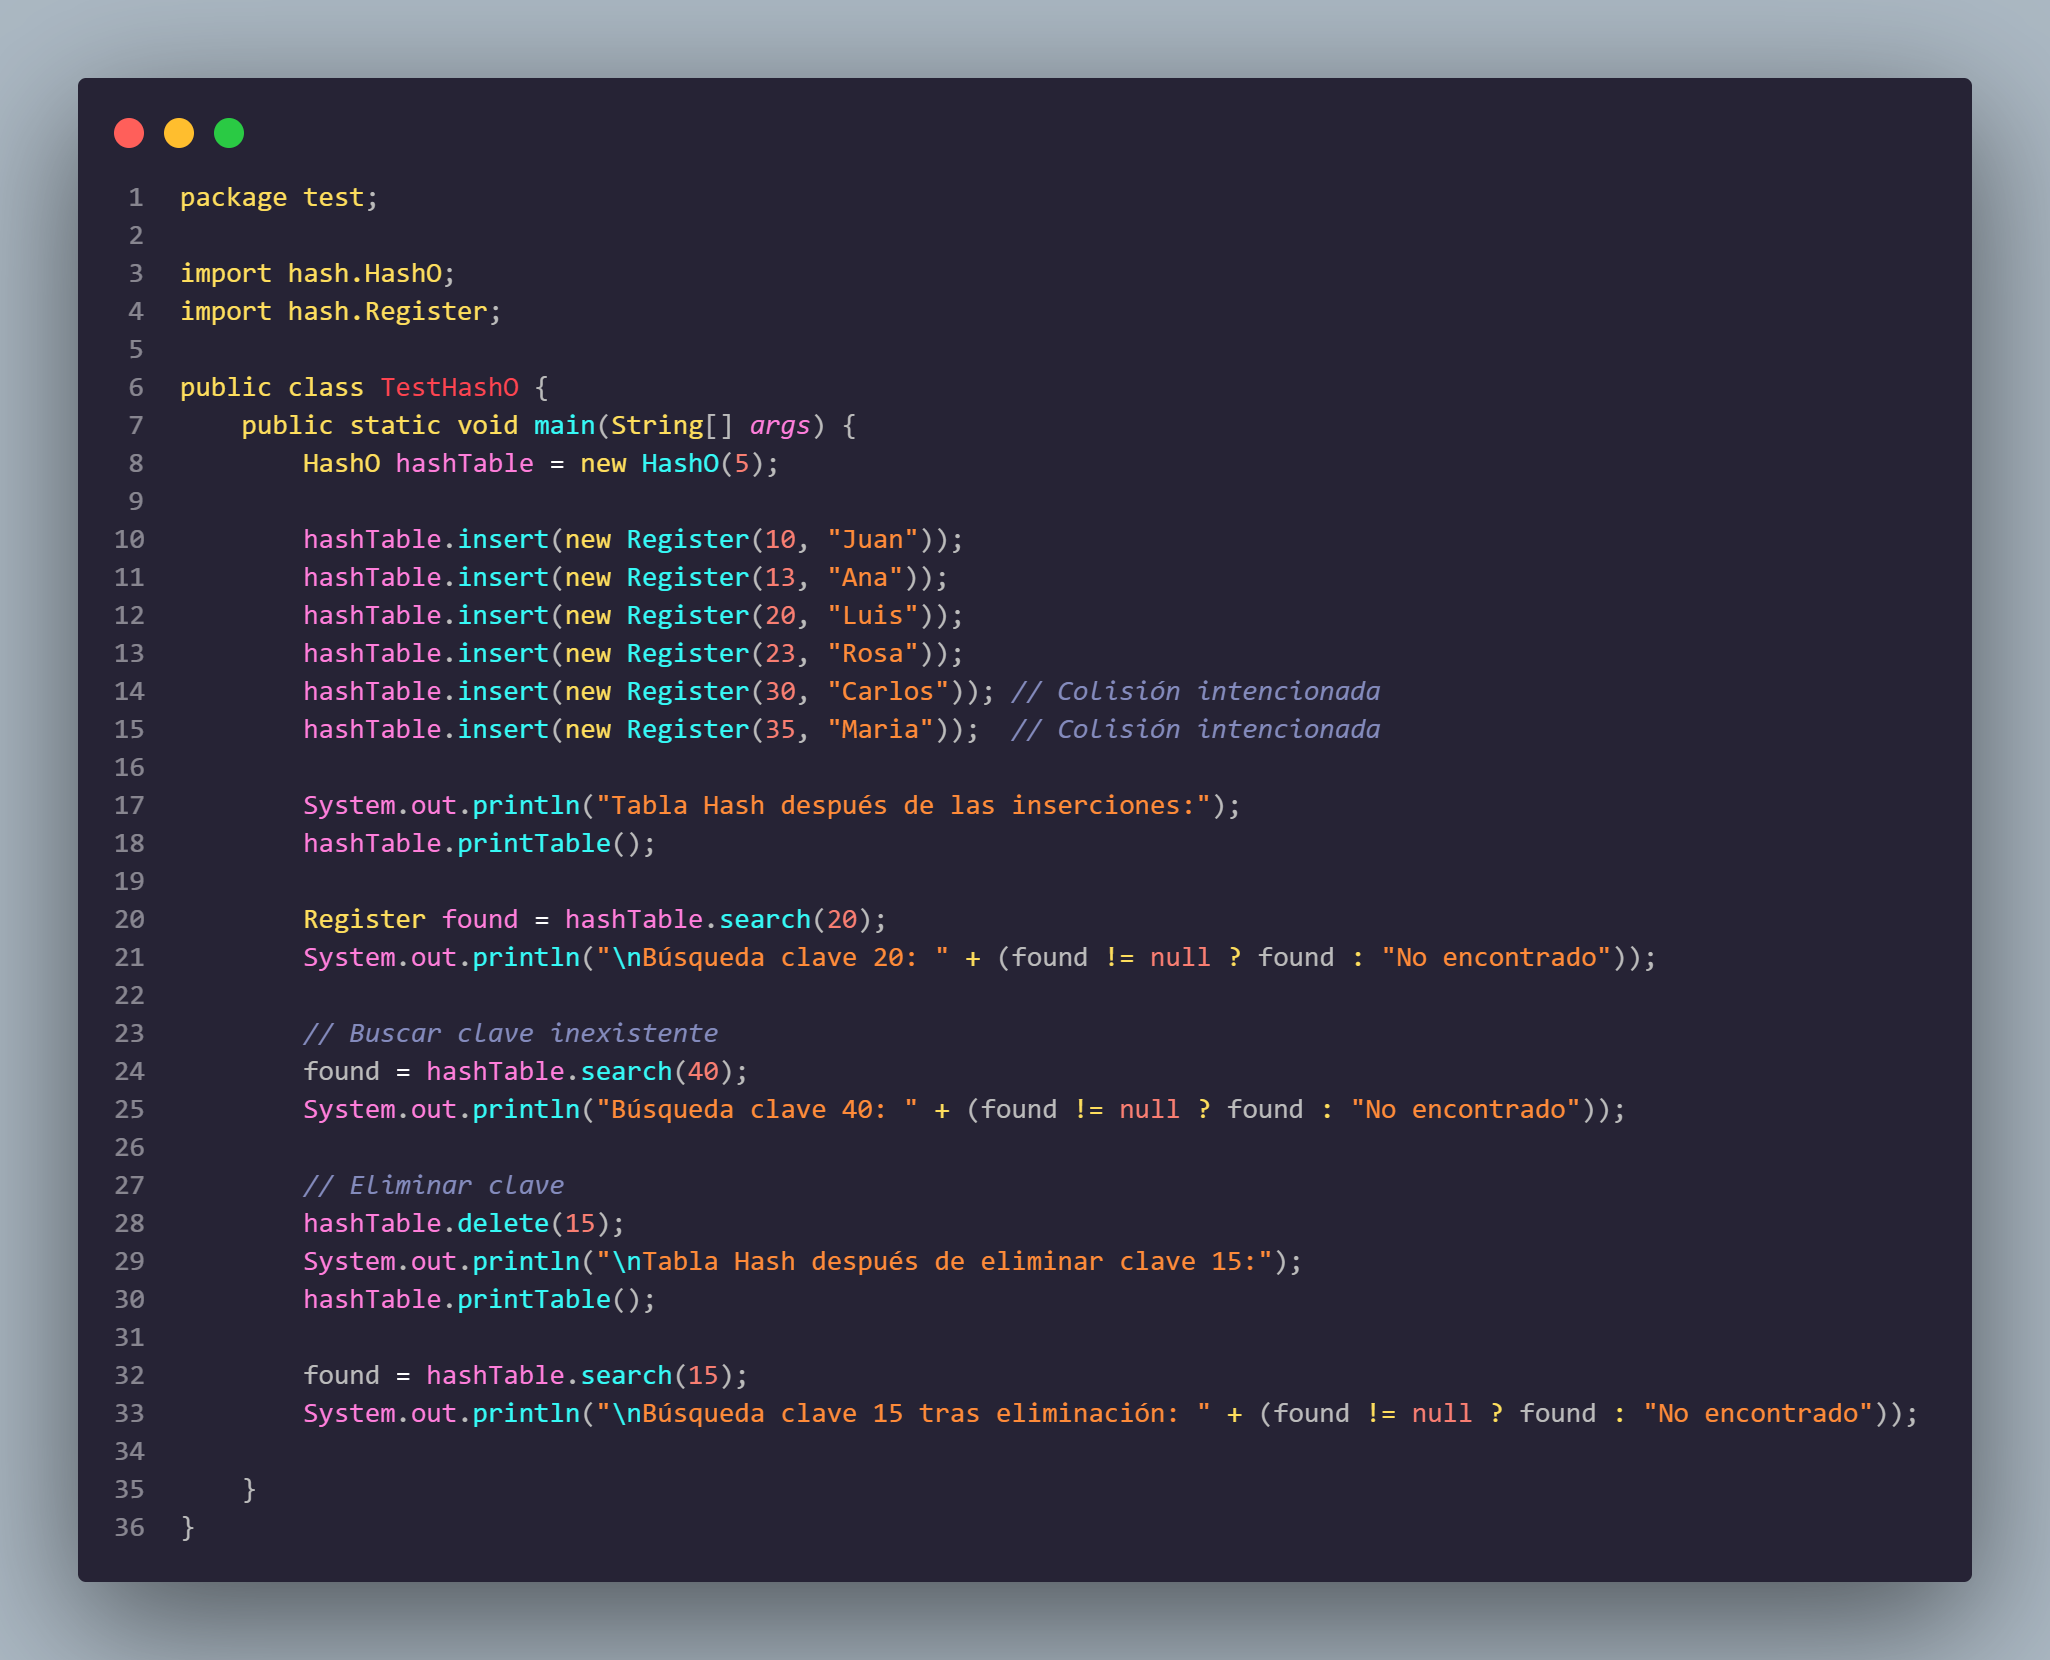 1 package test;
2
3 import hash.HashO;
4 import hash.Register;
5
6 public class TestHashO {
7     public static void main(String[] args) {
8         HashO hashTable = new HashO(5);
9
10         hashTable.insert(new Register(10, "Juan"));
11         hashTable.insert(new Register(13, "Ana"));
12         hashTable.insert(new Register(20, "Luis"));
13         hashTable.insert(new Register(23, "Rosa"));
14         hashTable.insert(new Register(30, "Carlos")); // Colisión intencionada
15         hashTable.insert(new Register(35, "Maria"));  // Colisión intencionada
16
17         System.out.println("Tabla Hash después de las inserciones:");
18         hashTable.printTable();
19
20         Register found = hashTable.search(20);
21         System.out.println("\nBúsqueda clave 20: " + (found != null ? found : "No encontrado"));
22
23         // Buscar clave inexistente
24         found = hashTable.search(40);
25         System.out.println("Búsqueda clave 40: " + (found != null ? found : "No encontrado"));
26
27         // Eliminar clave
28         hashTable.delete(15);
29         System.out.println("\nTabla Hash después de eliminar clave 15:");
30         hashTable.printTable();
31
32         found = hashTable.search(15);
33         System.out.println("\nBúsqueda clave 15 tras eliminación: " + (found != null ? found : "No encontrado"));
34
35     }
36 }